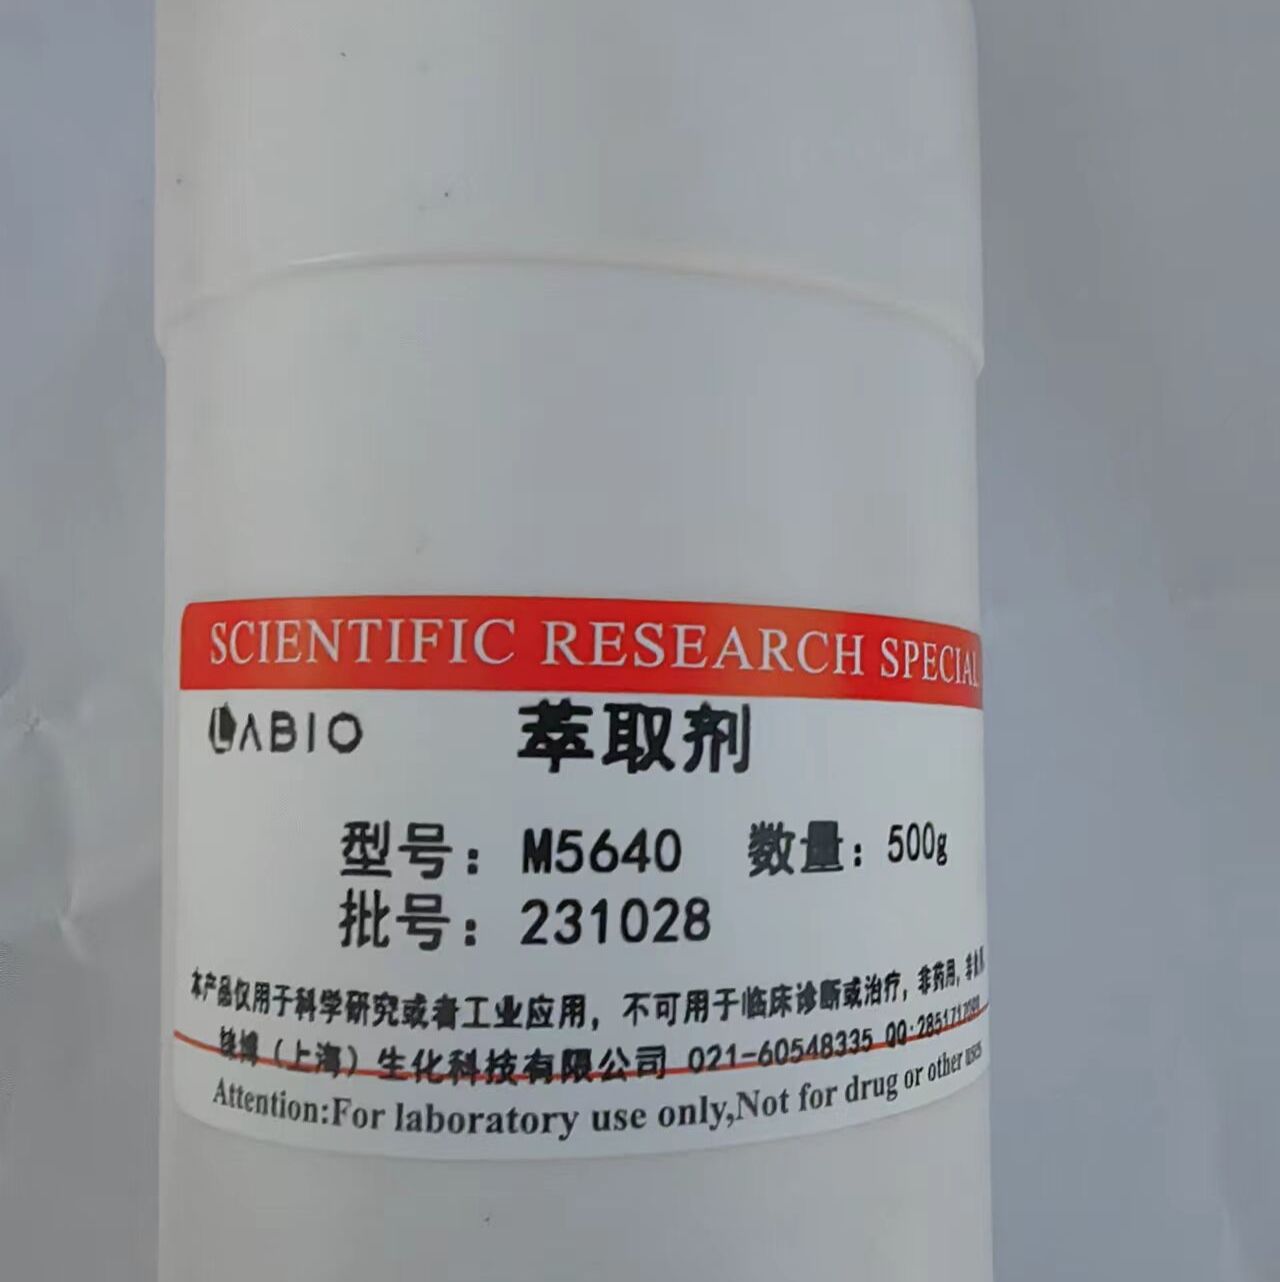 SCIENTIFIC RESEARCH SPECIAL
LABIO 萃取剂
型号：M5640 数量：500g
批号：231028
本产品仅用于科学研究或者工业应用，不可用于临床诊断或治疗，非药用，
（上海）生化科技有限公司 021-60548335 QQ:
Attention:For laboratory use only,Not for drug or other uses